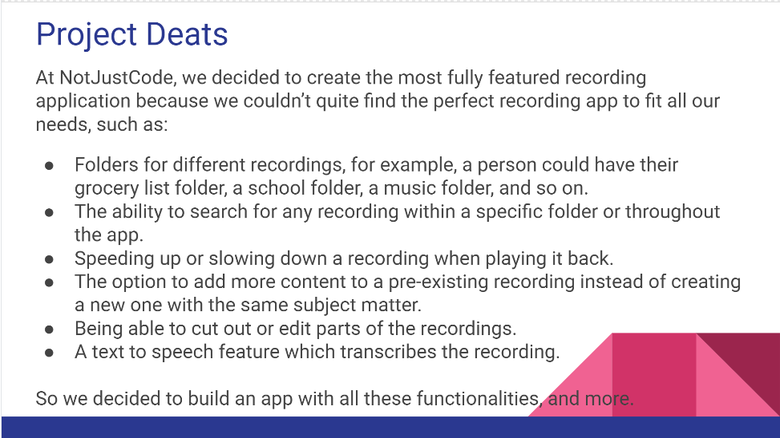 Project Deats
At NotJustCode, we decided to create the most fully featured recording
application because we couldn't quite find the perfect recording app to fit all our
needs, such as:
● Folders for different recordings, for example, a person could have their
grocery list folder, a school folder, a music folder, and so on.
● The ability to search for any recording within a specific folder or throughout
the app.
● Speeding up or slowing down a recording when playing it back.
● The option to add more content to a pre-existing recording instead of creating
a new one with the same subject matter.
● Being able to cut out or edit parts of the recordings.
● A text to speech feature which transcribes the recording.
So we decided to build an app with all these functionalities, and more.